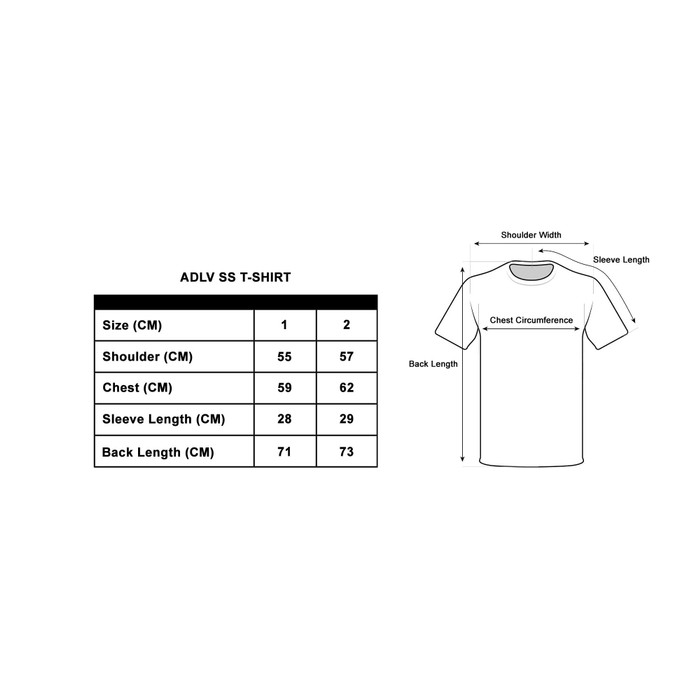 ADLV SS T-SHIRT
Size (CM) 1 2
Shoulder (CM) 55 57
Chest (CM) 59 62
Sleeve Length (CM) 28 29
Back Length (CM) 71 73
Shoulder Width
Sleeve Length
Chest Circumference
Back Length